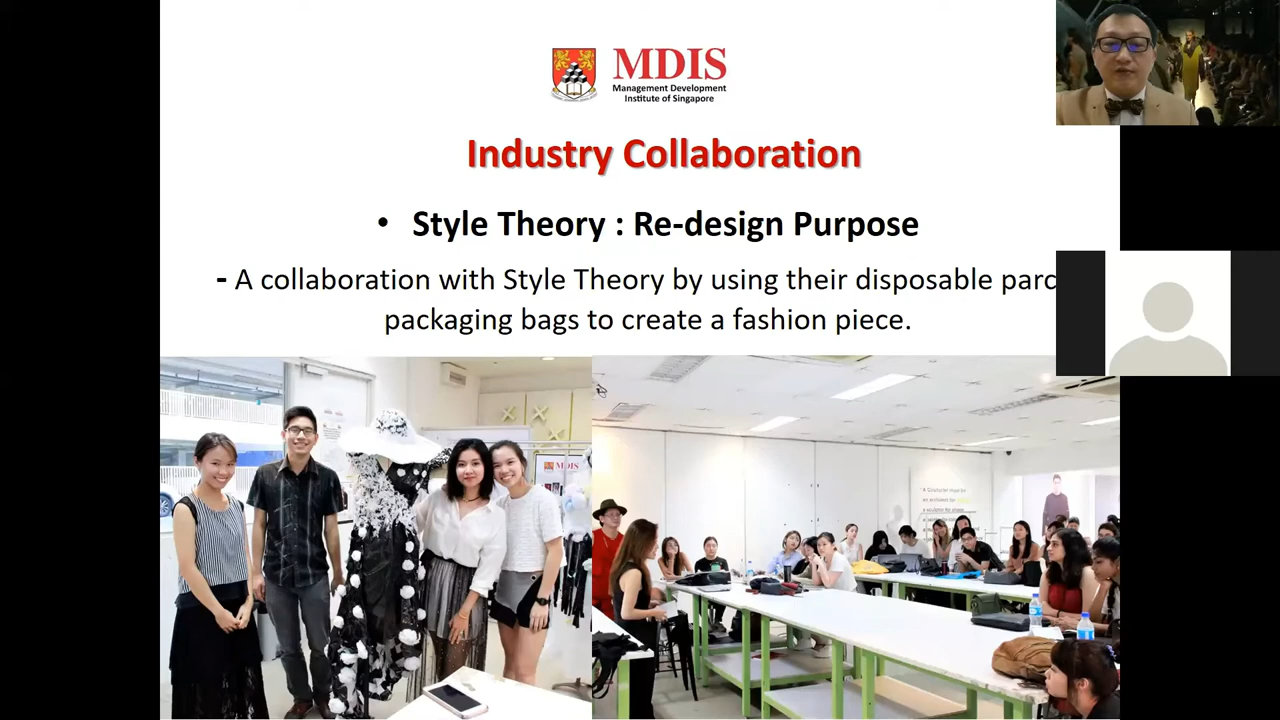 MDIS
Management Development
Institute of Singapore
Industry Collaboration
• Style Theory : Re-design Purpose
- A collaboration with Style Theory by using their disposable parc
packaging bags to create a fashion piece.
MDIS